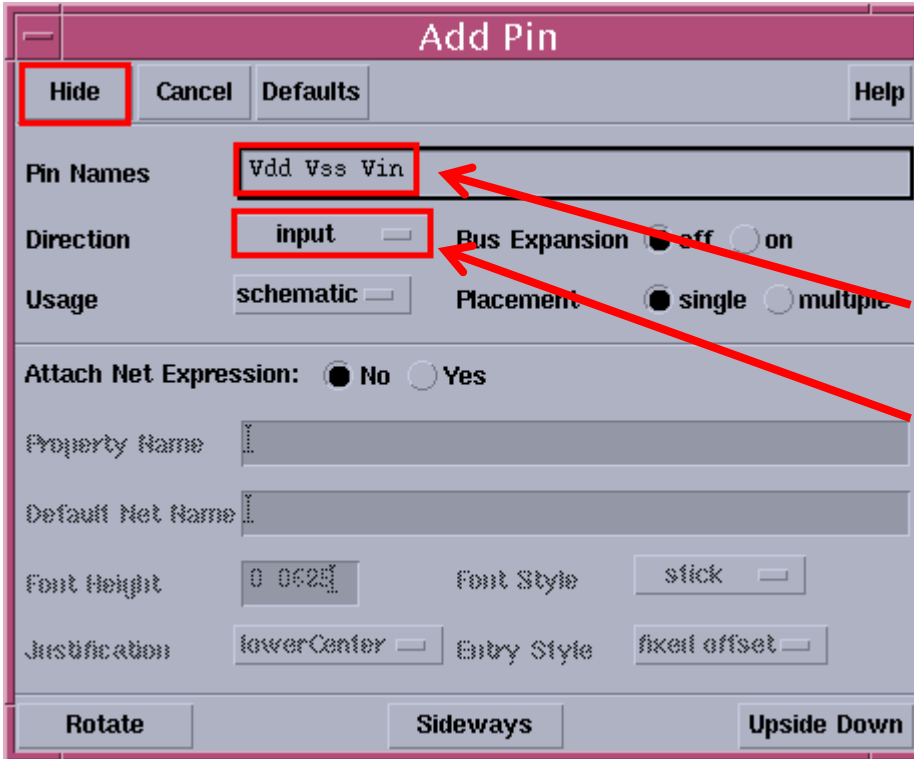 Add Pin
Hide Cancel Defaults Help
Pin Names Vdd Vss Vin
Direction input Bus Expansion off on
Usage schematic Placement single multiple
Attach Net Expression: No Yes
Property Name
Default Net Name
Font Height 0.0625 Font Style stick
Justification lowerCenter Entry Style fixed offset
Rotate Sideways Upside Down